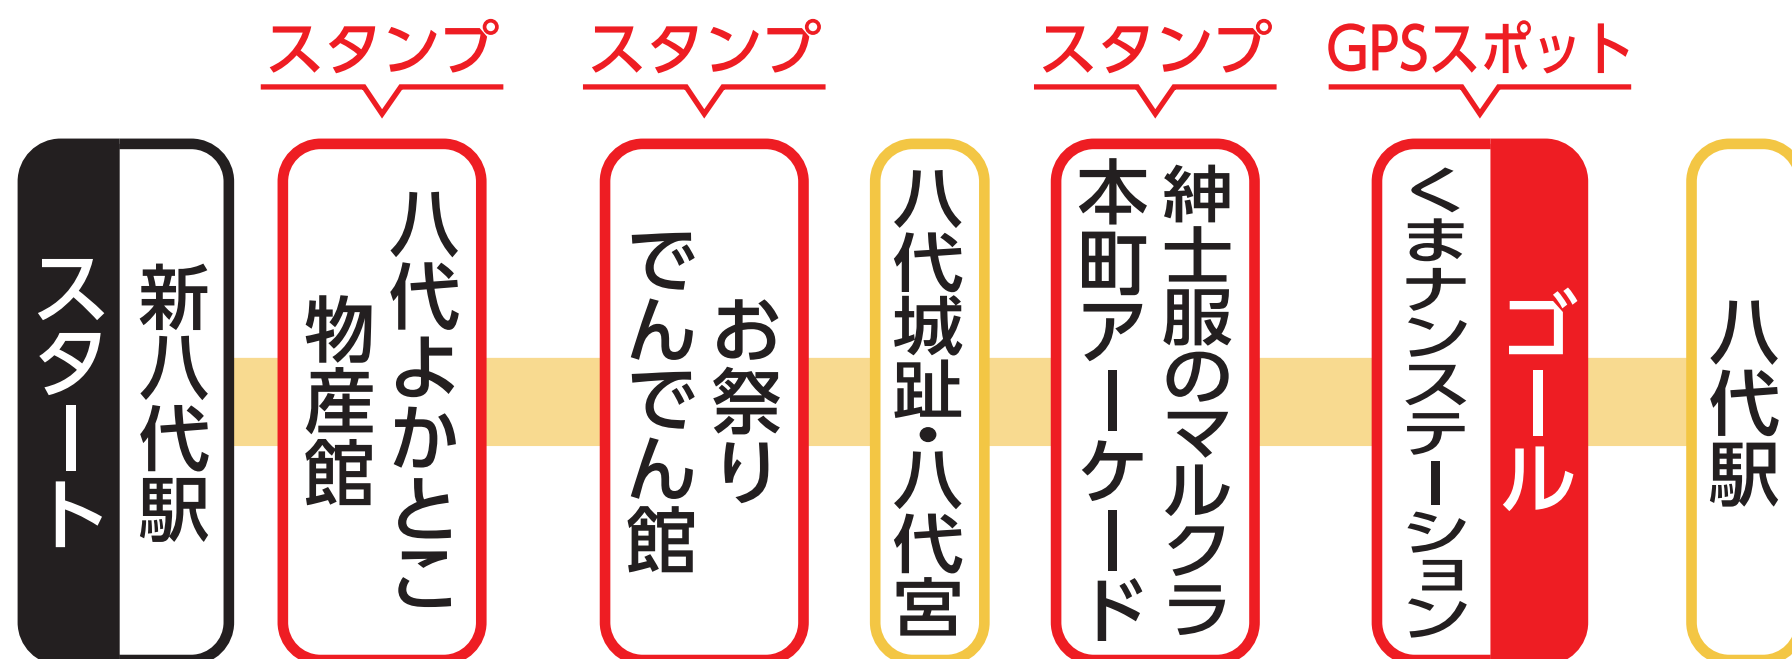 スタンプ
スタンプ
スタンプ
GPSスポット
スタート
新八代駅
八代よかとこ
物産館
お祭り
でんでん館
八代城趾・八代宮
紳士服のマルクラ
本町アーケード
くまナンステーション
ゴール
八代駅